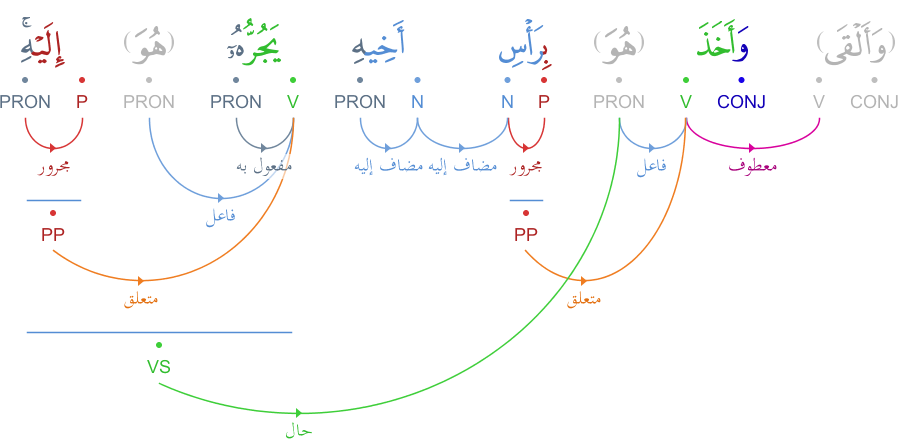 (وَأَلْقَى) وَأَخَذَ (هُوَ) بِرَأْسِ أَخِيهِ يَجُرُّهُۥٓ (هُوَ) إِلَيْهِ ۚ
PRON P PRON PRON V PRON N N P PRON V CONJ V CONJ
مجرور مفعول به مضاف إليه مضاف إليه مجرور فاعل معطوف
فاعل
PP PP
متعلق متعلق
VS
حال